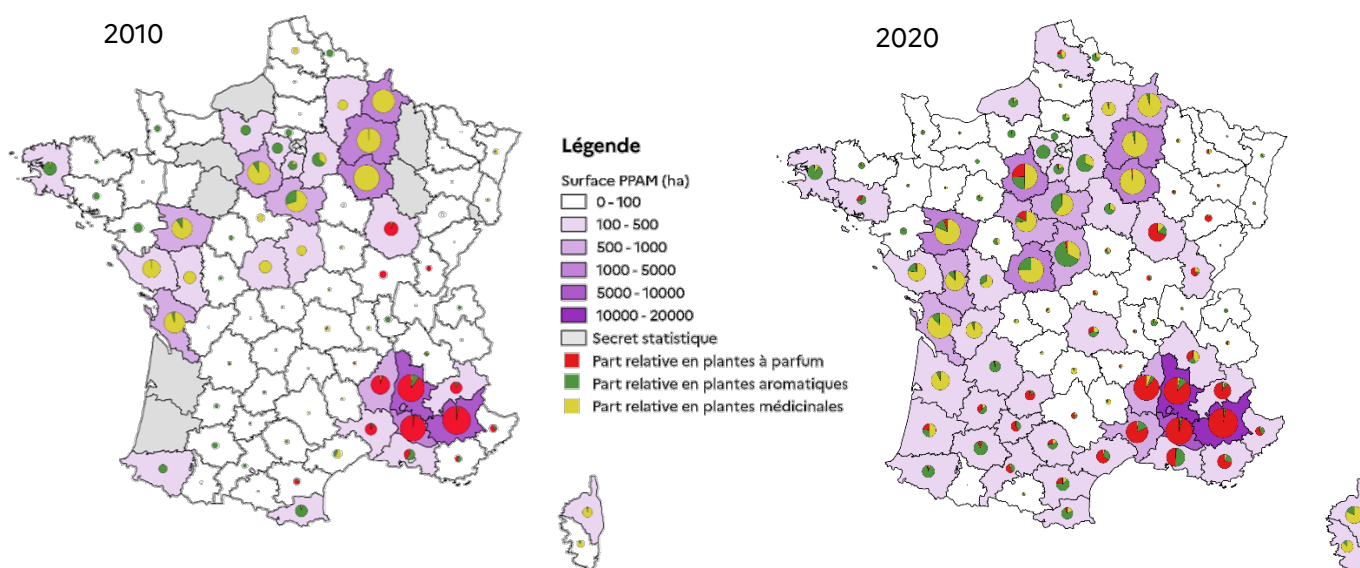 2010
2020
Légende
Surface PPAM (ha)
0 - 100
100 - 500
500 - 1000
1000 - 5000
5000 - 10000
10000 - 20000
Secret statistique
Part relative en plantes à parfum
Part relative en plantes aromatiques
Part relative en plantes médicinales